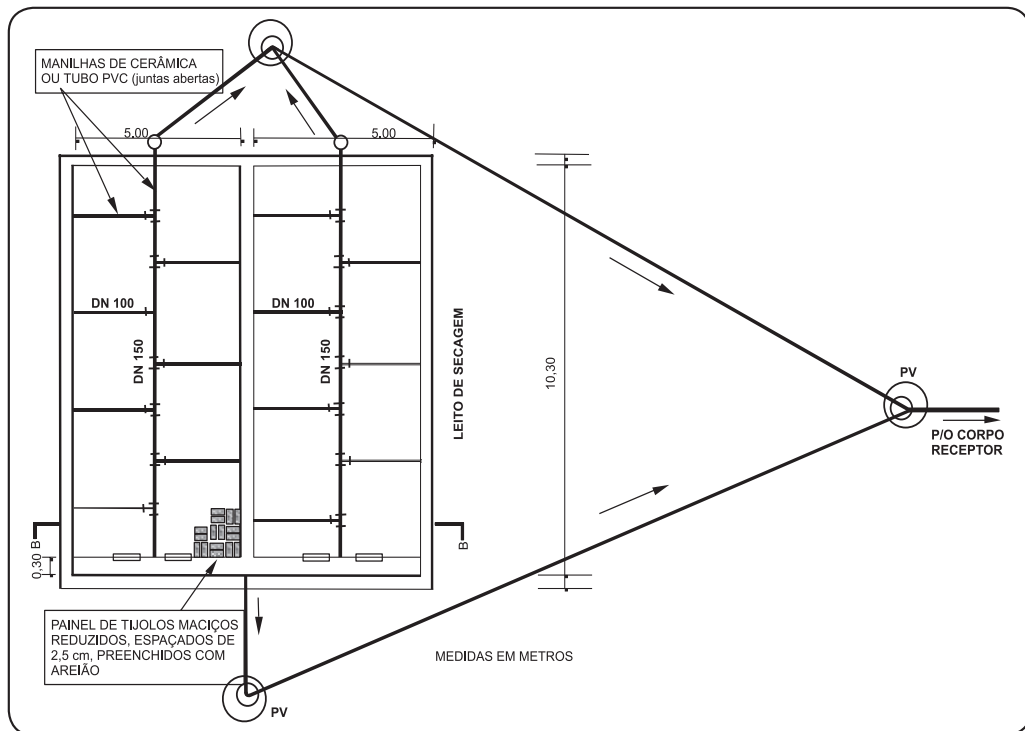 MANILHAS DE CERÂMICA
OU TUBO PVC (juntas abertas)
5,00
5,00
DN 100
DN 100
DN 150
DN 150
LEITO DE SECAGEM
10,30
PV
P/O CORPO
RECEPTOR
B
B
0,30
PAINEL DE TIJOLOS MACIÇOS
REDUZIDOS, ESPAÇADOS DE
2,5 cm, PREENCHIDOS COM
AREIÃO
MEDIDAS EM METROS
PV